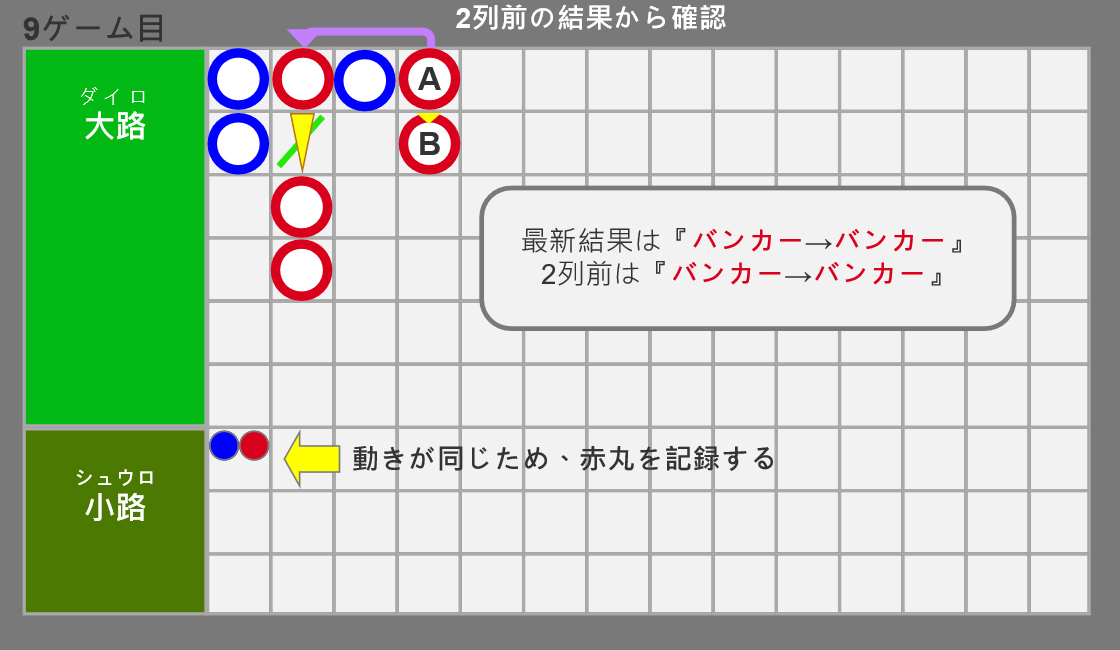 9ゲーム目
2列前の結果から確認
ダイロ
大路
A
B
最新結果は『バンカー→バンカー』
2列前は『バンカー→バンカー』
シュウロ
小路
動きが同じため、赤丸を記録する